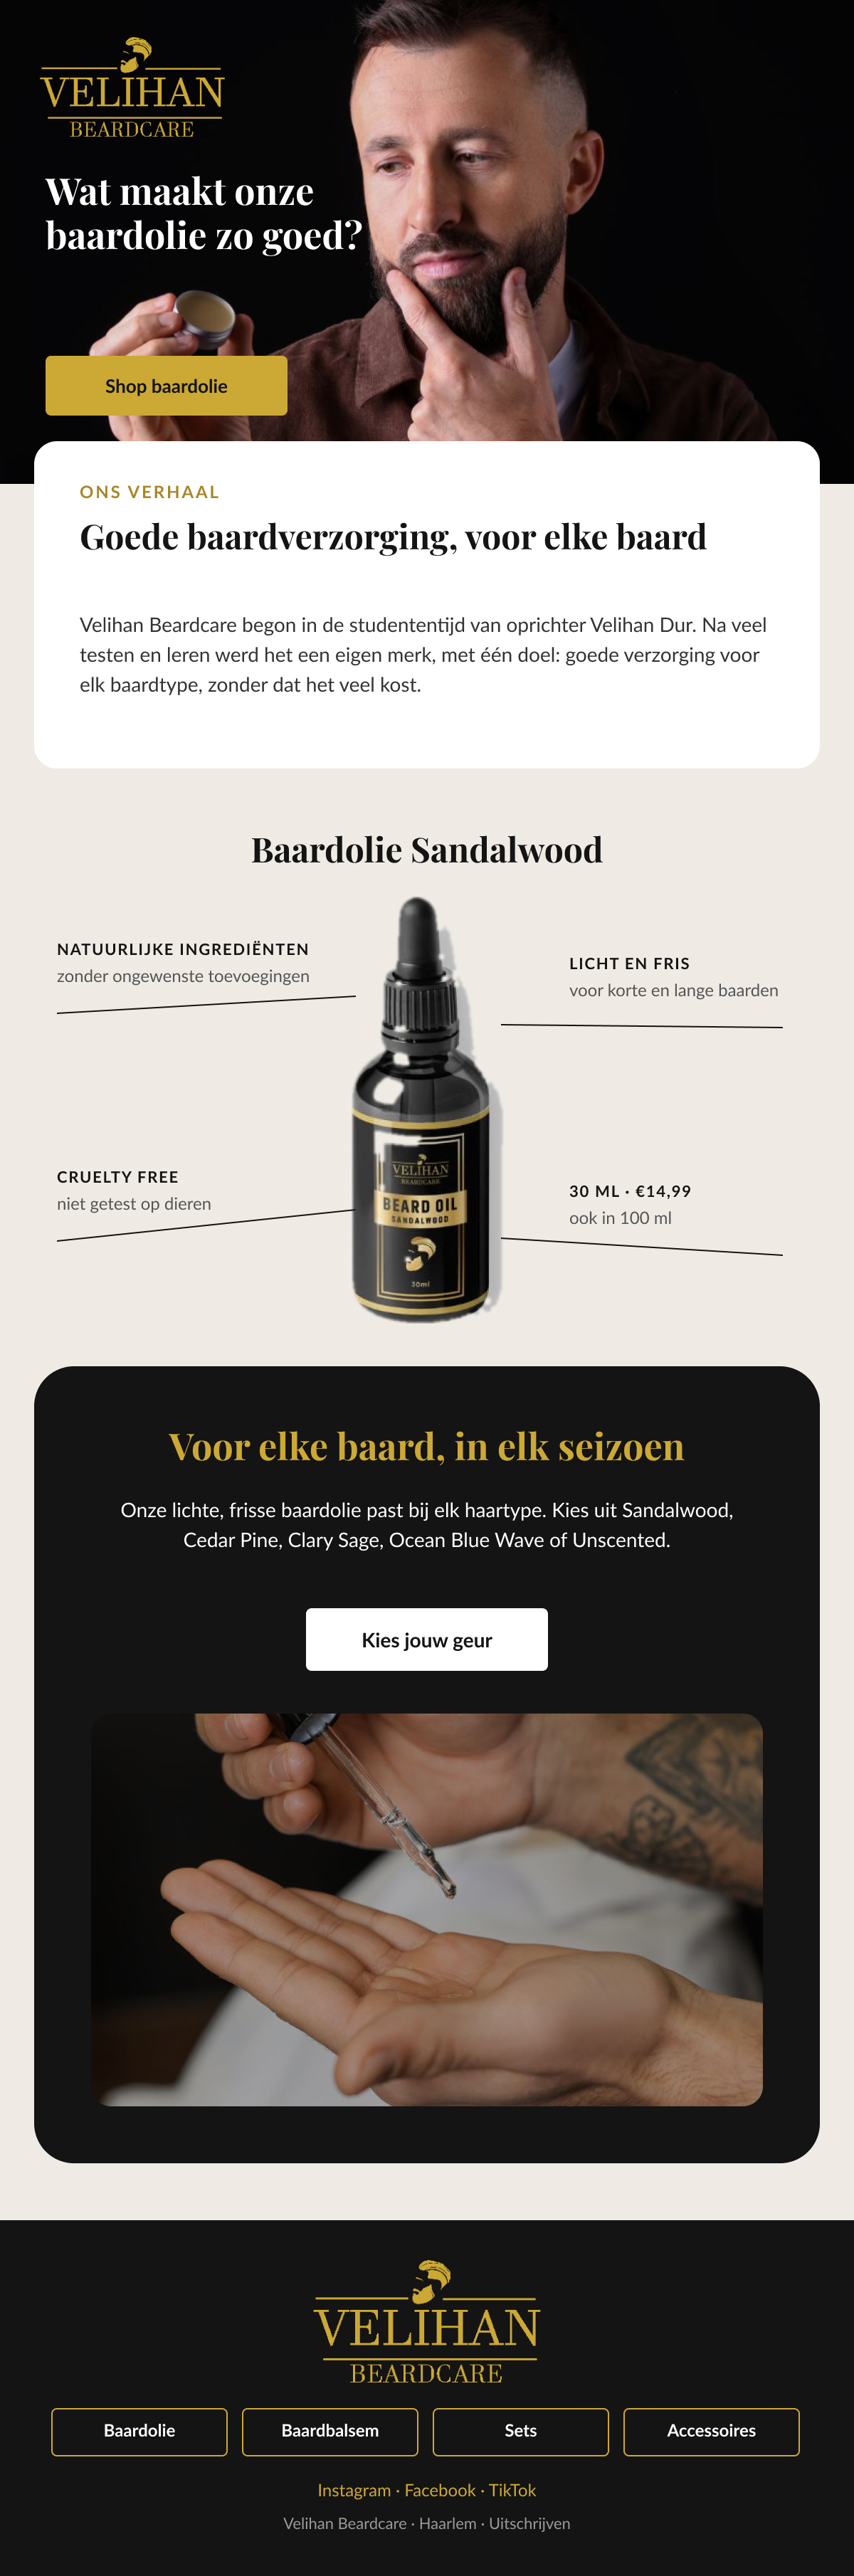 VELIHAN
BEARDCARE
Wat maakt onze
baardolie zo goed?
Shop baardolie
ONS VERHAAL
Goede baardverzorging, voor elke baard
Velihan Beardcare begon in de studententijd van oprichter Velihan Dur. Na veel
testen en leren werd het een eigen merk, met één doel: goede verzorging voor
elk baardtype, zonder dat het veel kost.
Baardolie Sandalwood
NATUURLIJKE INGREDIËNTEN
zonder ongewenste toevoegingen
LICHT EN FRIS
voor korte en lange baarden
CRUELTY FREE
niet getest op dieren
30 ML · €14,99
ook in 100 ml
VELIHAN
BEARDCARE
BEARD OIL
SANDALWOOD
30ml
Voor elke baard, in elk seizoen
Onze lichte, frisse baardolie past bij elk haartype. Kies uit Sandalwood,
Cedar Pine, Clary Sage, Ocean Blue Wave of Unscented.
Kies jouw geur
VELIHAN
BEARDCARE
Baardolie
Baardbalsem
Sets
Accessoires
Instagram · Facebook · TikTok
Velihan Beardcare · Haarlem · Uitschrijven